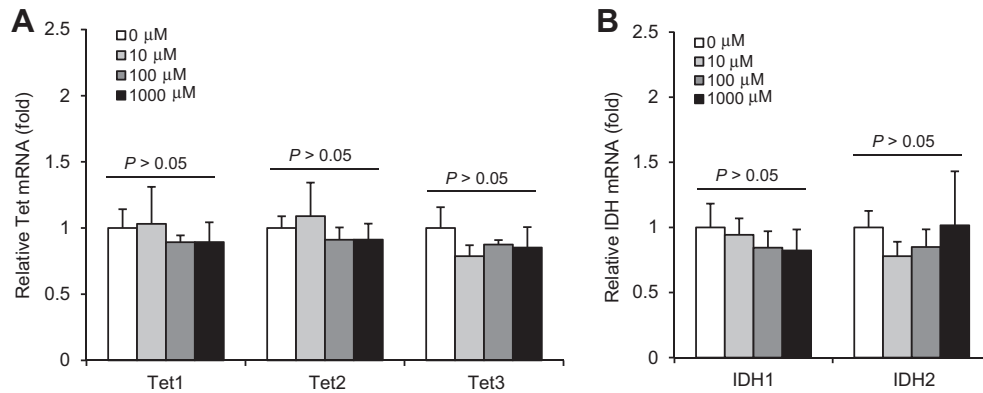 A
Relative Tet mRNA (fold)
2.5
2
1.5
1
0.5
0
0 µM
10 µM
100 µM
1000 µM
P > 0.05
P > 0.05
P > 0.05
Tet1
Tet2
Tet3
B
Relative IDH mRNA (fold)
2.5
2
1.5
1
0.5
0
0 µM
10 µM
100 µM
1000 µM
P > 0.05
P > 0.05
IDH1
IDH2